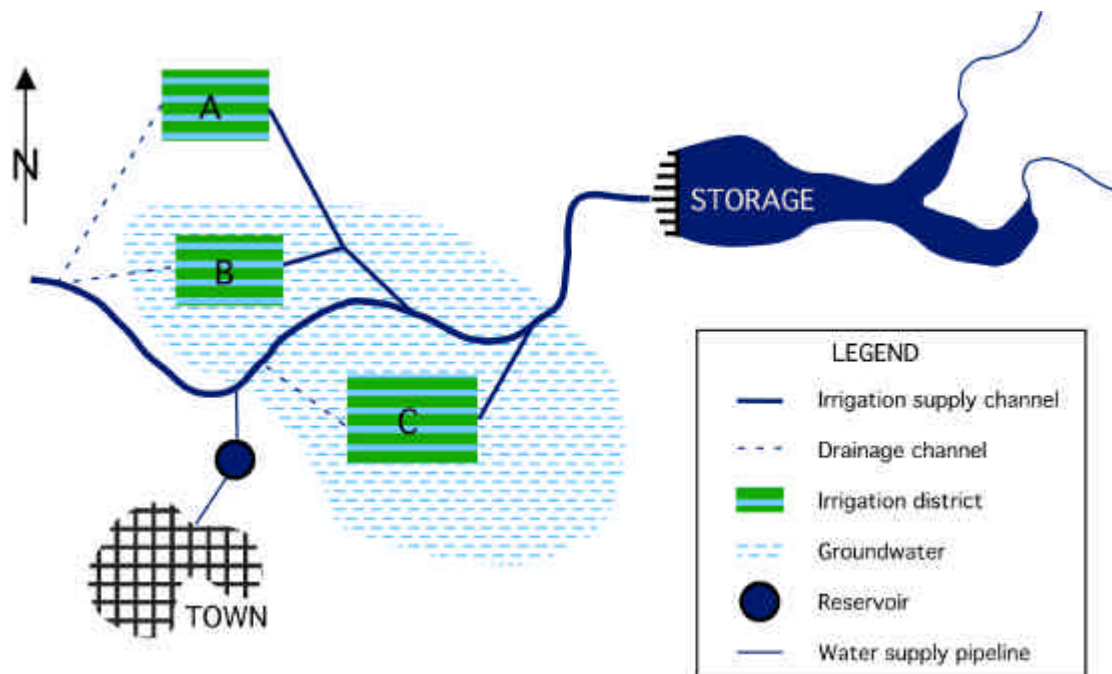 A
N
STORAGE
B
C
TOWN
LEGEND
Irrigation supply channel
Drainage channel
Irrigation district
Groundwater
Reservoir
Water supply pipeline